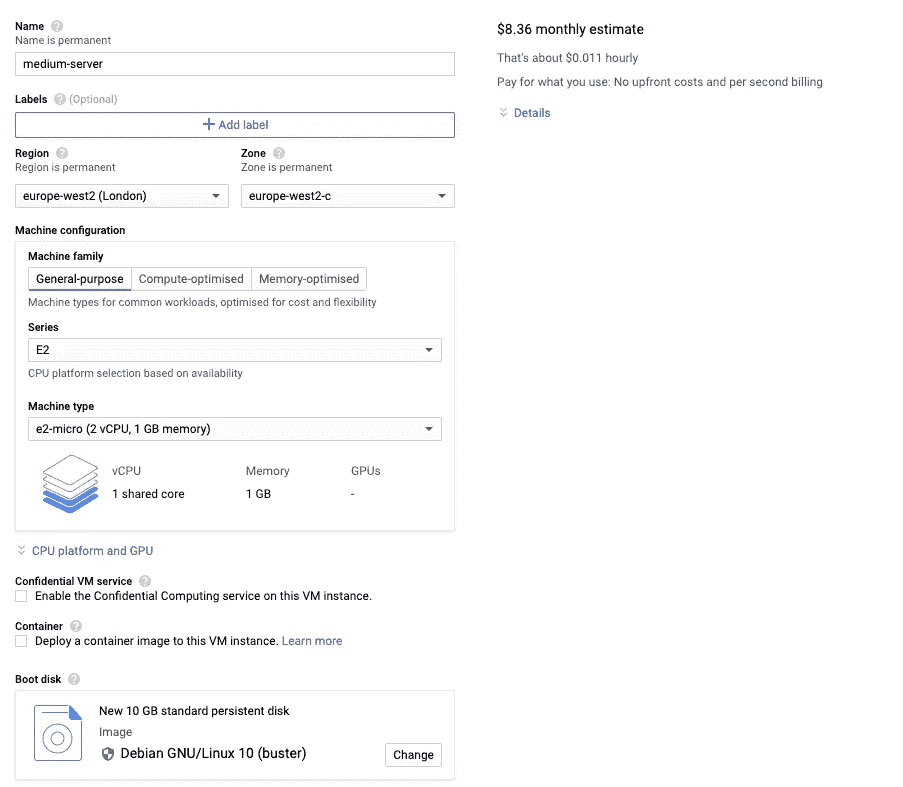 Name
Name is permanent
medium-server
Labels (Optional)
+ Add label
Region
Region is permanent
europe-west2 (London)
Zone
Zone is permanent
europe-west2-c
Machine configuration
Machine family
General-purpose Compute-optimised Memory-optimised
Machine types for common workloads, optimised for cost and flexibility
Series
E2
CPU platform selection based on availability
Machine type
e2-micro (2 vCPU, 1 GB memory)
vCPU Memory GPUs
1 shared core 1 GB -
CPU platform and GPU
Confidential VM service
Enable the Confidential Computing service on this VM instance.
Container
Deploy a container image to this VM instance. Learn more
Boot disk
New 10 GB standard persistent disk
Image
Debian GNU/Linux 10 (buster)
Change
$8.36 monthly estimate
That's about $0.011 hourly
Pay for what you use: No upfront costs and per second billing
Details